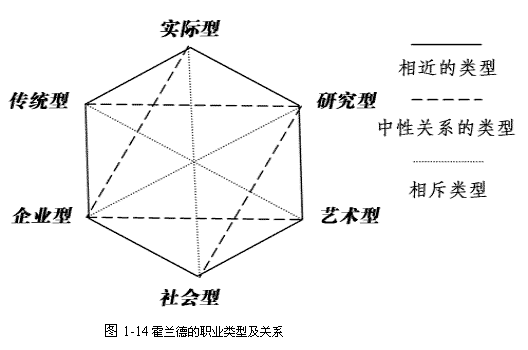 实际型
相近的类型
传统型
研究型
中性关系的类型
相斥类型
企业型
艺术型
社会型
图 1-14 霍兰德的职业类型及关系